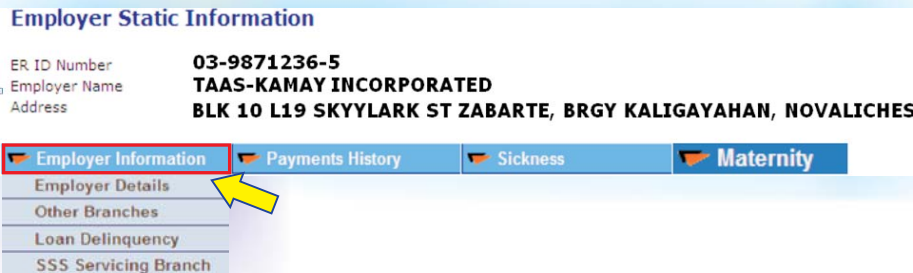 Employer Static Information
ER ID Number 03-9871236-5
Employer Name TAAS-KAMAY INCORPORATED
Address BLK 10 L19 SKYYLARK ST ZABARTE, BRGY KALIGAYAHAN, NOVALICHES
Employer Information Payments History Sickness Maternity
Employer Details
Other Branches
Loan Delinquency
SSS Servicing Branch